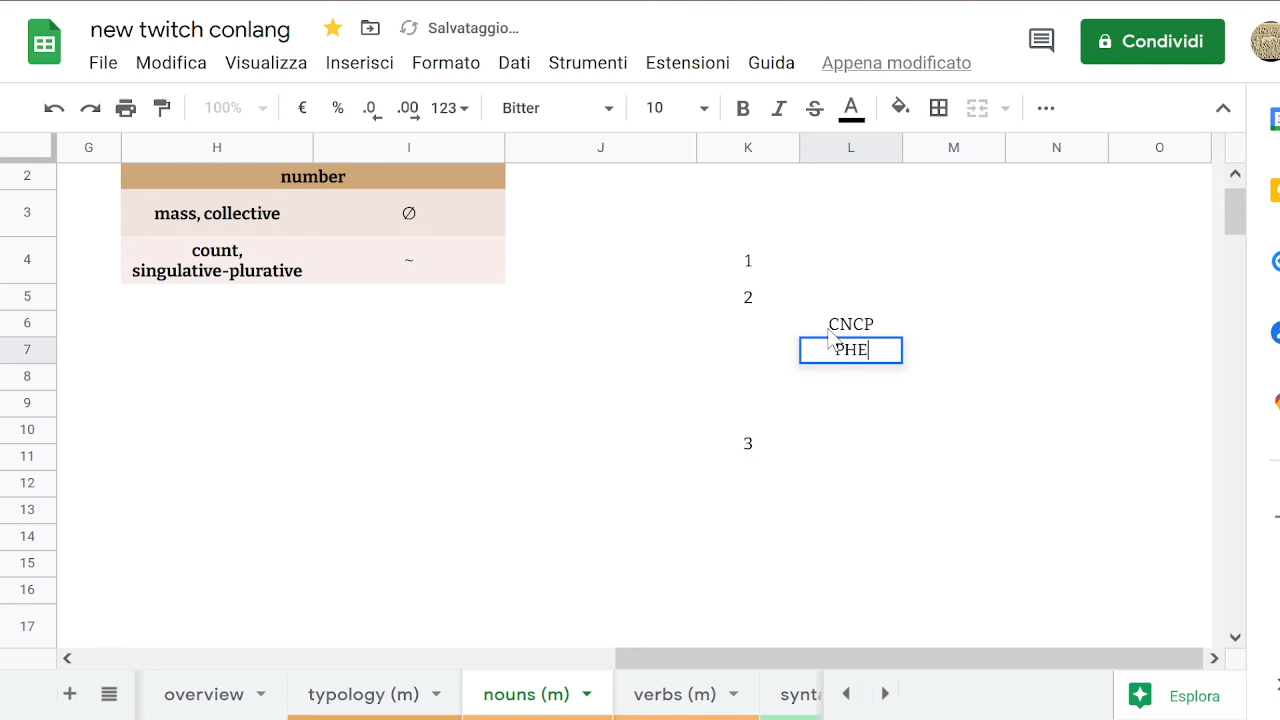 new twitch conlang
Salvataggio...
Condividi
File Modifica Visualizza Inserisci Formato Dati Strumenti Estensioni Guida Appena modificato
100% € % .0 .00 123 Bitter 10 B I S A
G H I J K L M N O
2 number
3 mass, collective ∅
4 count, singulative-plurative ~ 1
5 2
6 CNCP
7 PHE
8
9
10
11 3
12
13
14
15
16
17
overview typology (m) nouns (m) verbs (m) synta Esplora